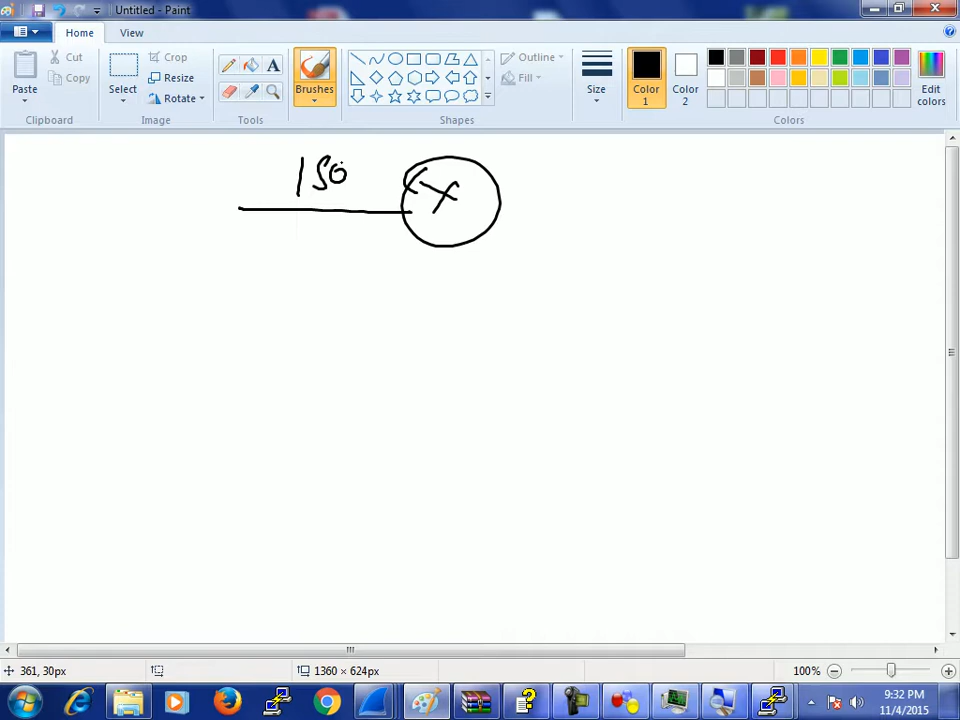 Untitled - Paint
Home View
Paste Cut Copy Clipboard
Select Crop Resize Rotate Image
A Tools
Brushes
Outline Fill Shapes
Size
Color 1 Color 2 Edit colors Colors
150 X
361, 30px 1360 × 624px 100%
9:32 PM
11/4/2015